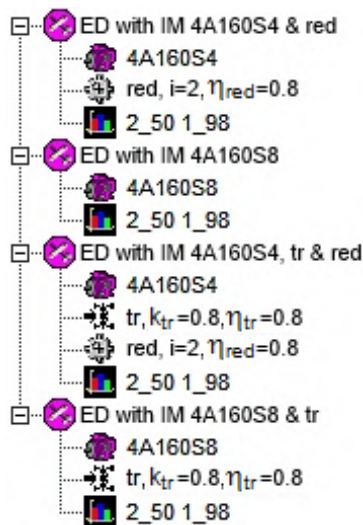 ED with IM 4A160S4 & red
4A160S4
red, i=2,ηred=0.8
2_50 1_98
ED with IM 4A160S8
4A160S8
2_50 1_98
ED with IM 4A160S4, tr & red
4A160S4
tr, ktr=0.8,ηtr=0.8
red, i=2,ηred=0.8
2_50 1_98
ED with IM 4A160S8 & tr
4A160S8
tr, ktr=0.8,ηtr=0.8
2_50 1_98